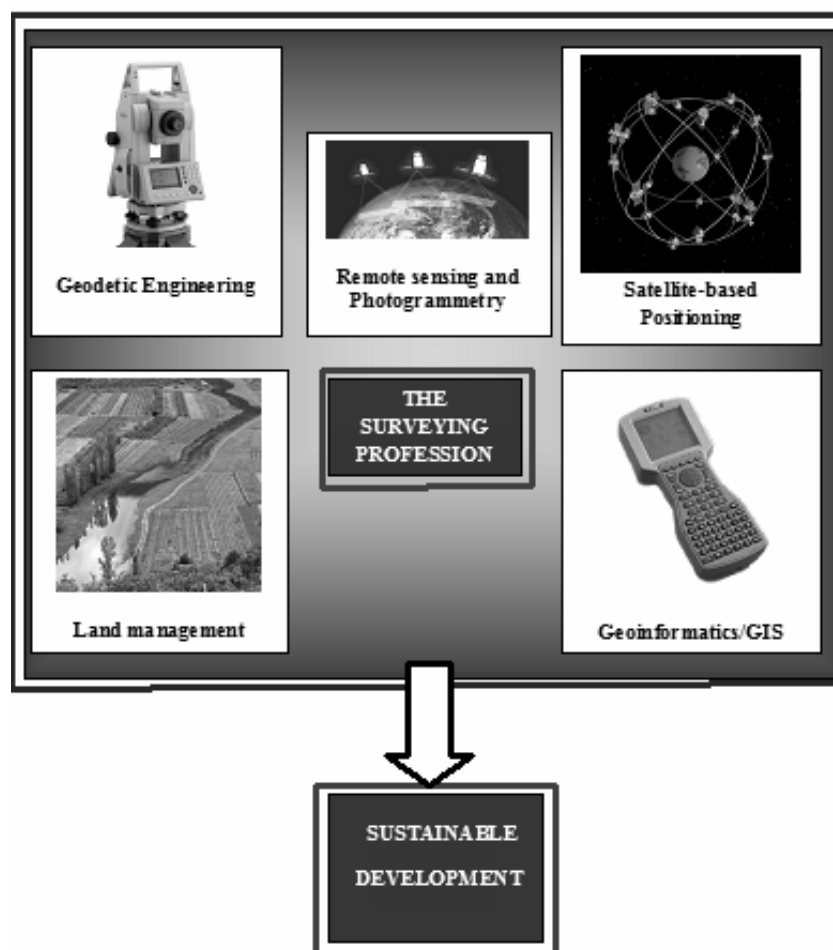 Geodetic Engineering
Remote sensing and
Photogrammetry
Satellite-based
Positioning
THE
SURVEYING
PROFESSION
Land management
Geoinformatics/GIS
SUSTAINABLE
DEVELOPMENT